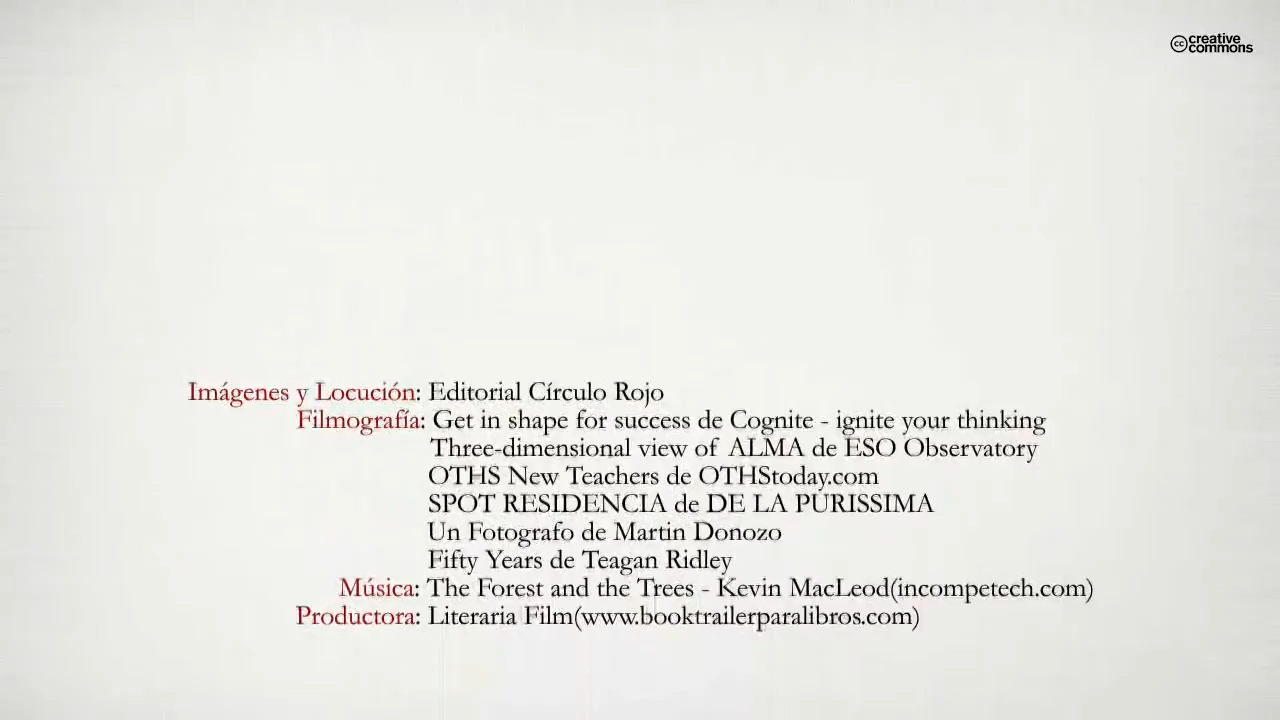 cc creative
commons
Imágenes y Locución: Editorial Círculo Rojo
Filmografía: Get in shape for success de Cognite - ignite your thinking
Three-dimensional view of ALMA de ESO Observatory
OTHS New Teachers de OTHStoday.com
SPOT RESIDENCIA de DE LA PURISSIMA
Un Fotografo de Martin Donozo
Fifty Years de Teagan Ridley
Música: The Forest and the Trees - Kevin MacLeod(incompetech.com)
Productora: Literaria Film(www.booktrailerparalibros.com)